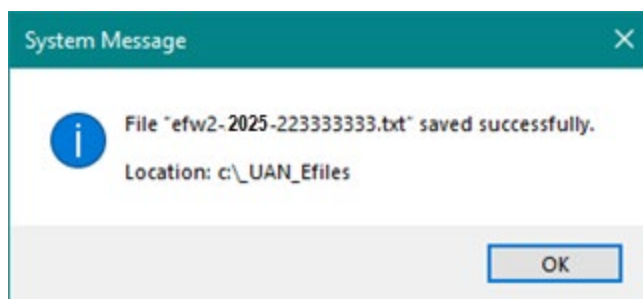 System Message
File "efw2-2025-223333333.txt" saved successfully.
Location: c:\_UAN_Efiles
OK